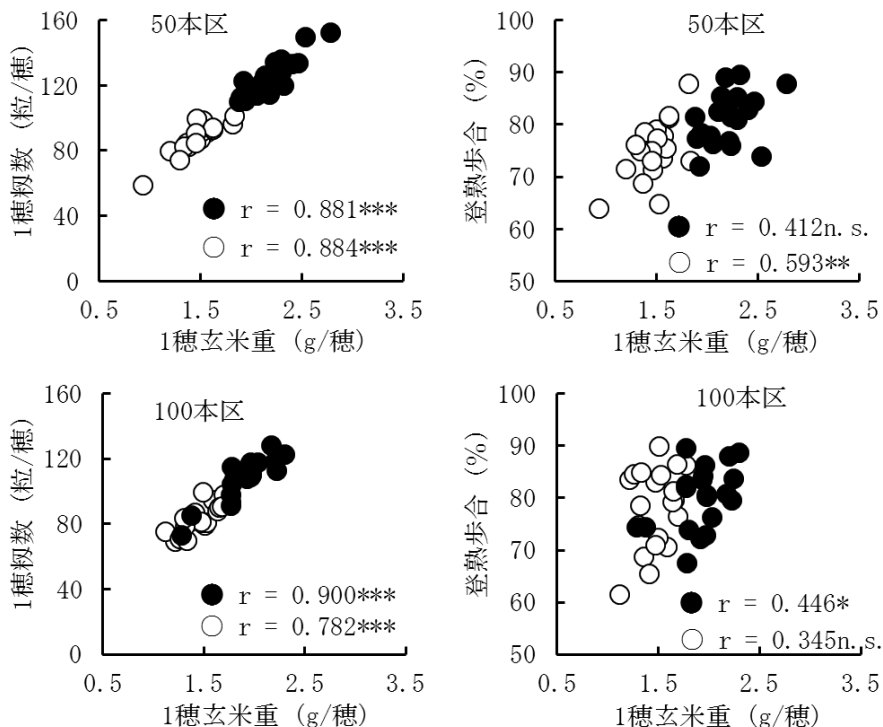 50本区
1穂籾数 (粒/穂)
160
120
80
40
0
r = 0.881***
r = 0.884***
0.5 1.5 2.5 3.5
1穂玄米重 (g/穂)
50本区
登熟歩合 (%)
100
90
80
70
60
50
r = 0.412n.s.
r = 0.593**
0.5 1.5 2.5 3.5
1穂玄米重 (g/穂)
100本区
1穂籾数 (粒/穂)
160
120
80
40
0
r = 0.900***
r = 0.782***
0.5 1.5 2.5 3.5
1穂玄米重 (g/穂)
100本区
登熟歩合 (%)
100
90
80
70
60
50
r = 0.446*
r = 0.345n.s.
0.5 1.5 2.5 3.5
1穂玄米重 (g/穂)